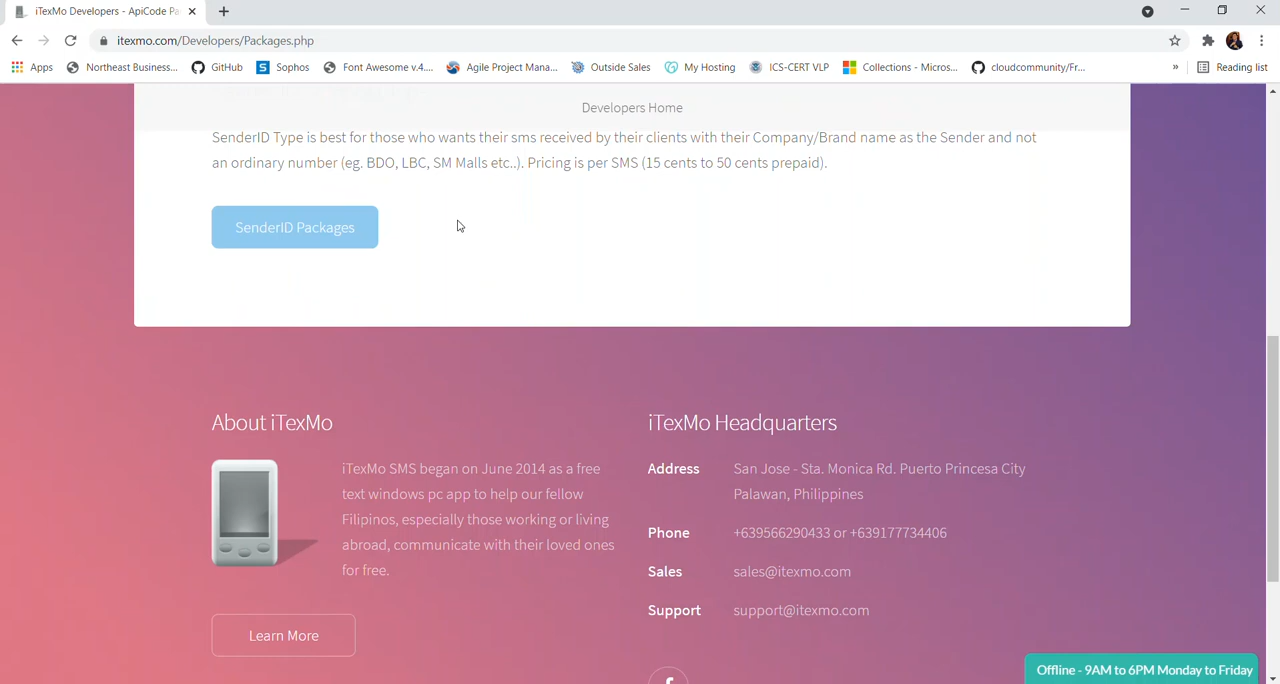 iTexMo Developers - ApiCode Pa
itexmo.com/Developers/Packages.php
Apps
Northeast Business...
GitHub
Sophos
Font Awesome v.4....
Agile Project Mana...
Outside Sales
My Hosting
ICS-CERT VLP
Collections - Micros...
cloudcommunity/Fr...
»
Reading list
Developers Home
SenderID Type is best for those who wants their sms received by their clients with their Company/Brand name as the Sender and not
an ordinary number (eg. BDO, LBC, SM Malls etc..). Pricing is per SMS (15 cents to 50 cents prepaid).
SenderID Packages
About iTexMo
iTexMo SMS began on June 2014 as a free
text windows pc app to help our fellow
Filipinos, especially those working or living
abroad, communicate with their loved ones
for free.
Learn More
iTexMo Headquarters
Address San Jose - Sta. Monica Rd. Puerto Princesa City
Palawan, Philippines
Phone +639566290433 or +639177734406
Sales sales@itexmo.com
Support support@itexmo.com
Offline - 9AM to 6PM Monday to Friday